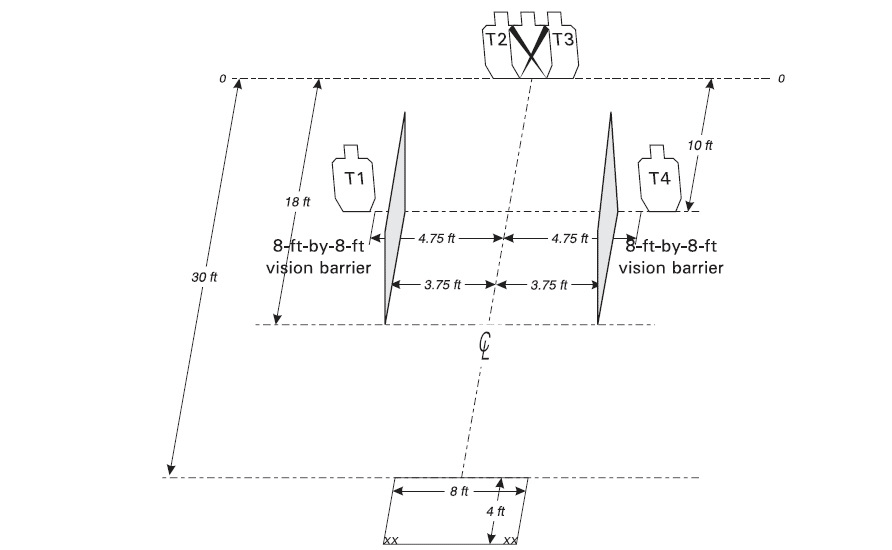 T2 T3
0 0
10 ft
T1 T4
18 ft
4.75 ft 4.75 ft
8-ft-by-8-ft
vision barrier
8-ft-by-8-ft
vision barrier
30 ft
3.75 ft 3.75 ft
CL
8 ft
4 ft
xx xx